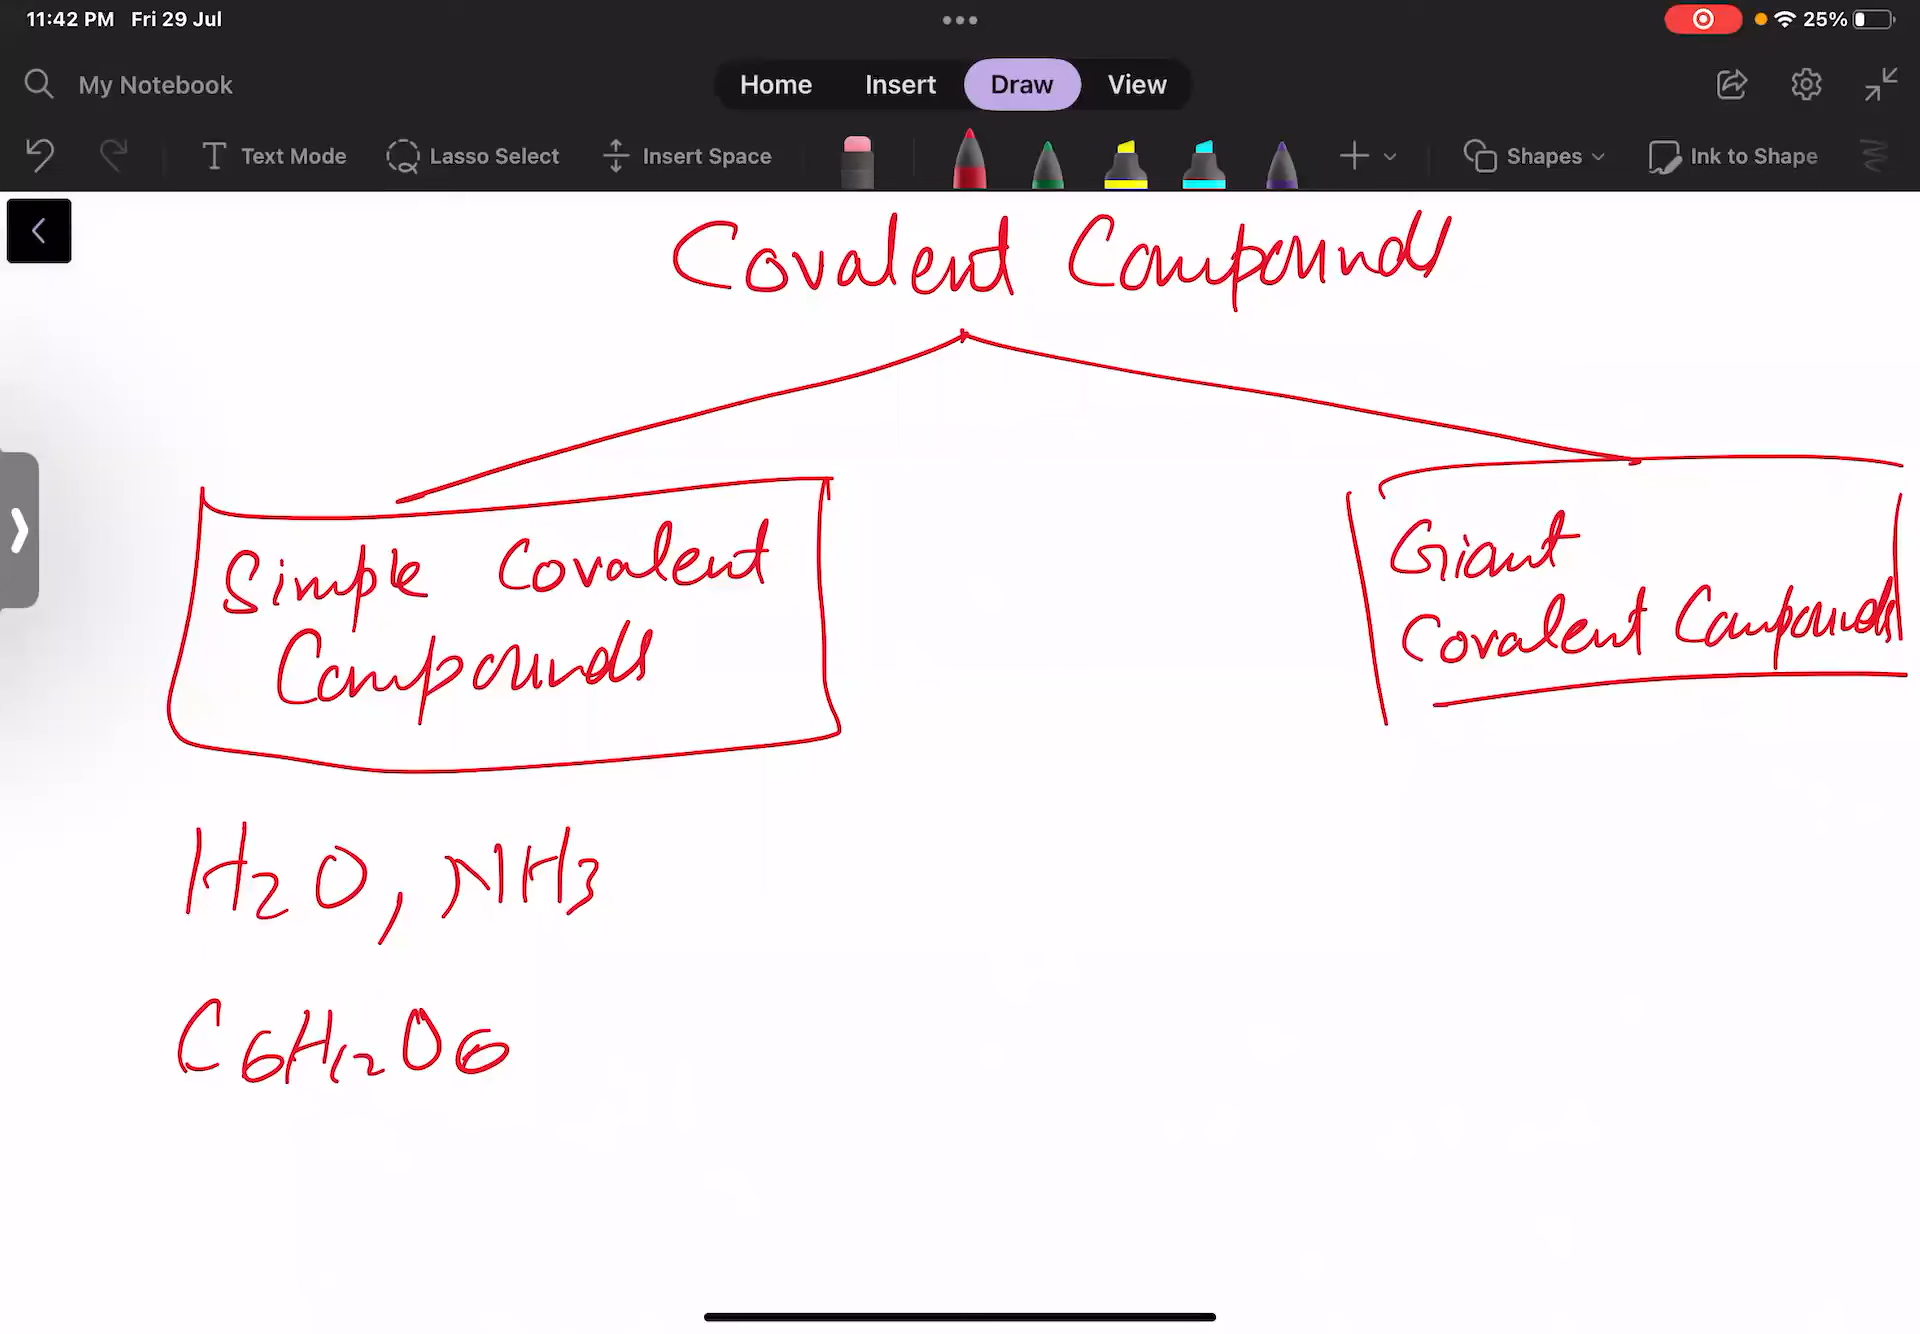 11:42 PM Fri 29 Jul
25%
My Notebook
Home Insert Draw View
Text Mode Lasso Select Insert Space Shapes Ink to Shape
Covalent Compounds
Simple Covalent
Compounds
Giant
Covalent Compounds
H2O, NH3
C6H12O6